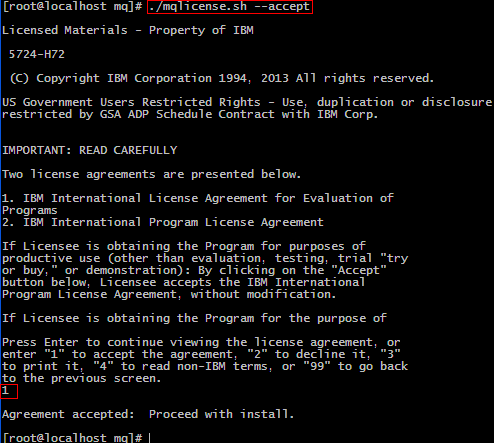 [root@localhost mq]# ./mqlicense.sh --accept
Licensed Materials - Property of IBM
5724-H72
(C) Copyright IBM Corporation 1994, 2013 All rights reserved.
US Government Users Restricted Rights - Use, duplication or disclosure
restricted by GSA ADP Schedule Contract with IBM Corp.
IMPORTANT: READ CAREFULLY
Two license agreements are presented below.
1. IBM International License Agreement for Evaluation of
Programs
2. IBM International Program License Agreement
If Licensee is obtaining the Program for purposes of
productive use (other than evaluation, testing, trial "try
or buy," or demonstration): By clicking on the "Accept"
button below, Licensee accepts the IBM International
Program License Agreement, without modification.
If Licensee is obtaining the Program for the purpose of
Press Enter to continue viewing the license agreement, or
enter "1" to accept the agreement, "2" to decline it, "3"
to print it, "4" to read non-IBM terms, or "99" to go back
to the previous screen.
1
Agreement accepted:  Proceed with install.
[root@localhost mq]#